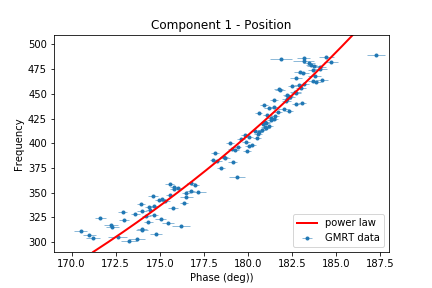 Component 1 - Position
500
475
450
425
400
375
350
325
300
Frequency
170.0 172.5 175.0 177.5 180.0 182.5 185.0 187.5
Phase (deg))
power law
GMRT data